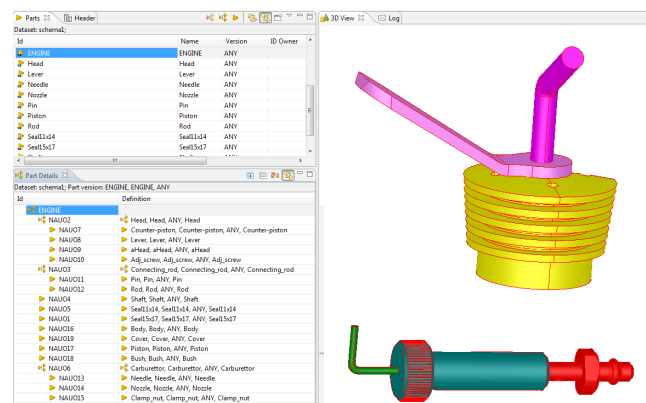 Parts Header
Dataset: schema1;
Id Name Version ID Owner
ENGINE ENGINE ANY
Head Head ANY
Lever Lever ANY
Needle Needle ANY
Nozzle Nozzle ANY
Pin Pin ANY
Piston Piston ANY
Rod Rod ANY
Seal11x14 Seal11x14 ANY
Seal15x17 Seal15x17 ANY
Part Details
Dataset: schema1; Part version: ENGINE, ENGINE, ANY
Id Definition
ENGINE
NAUO2 Head, Head, ANY, Head
NAUO7 Counter-piston, Counter-piston, ANY, Counter-piston
NAUO8 Lever, Lever, ANY, Lever
NAUO9 aHead, aHead, ANY, aHead
NAUO10 Adj_screw, Adj_screw, ANY, Adj_screw
NAUO3 Connecting_rod, Connecting_rod, ANY, Connecting_rod
NAUO11 Pin, Pin, ANY, Pin
NAUO12 Rod, Rod, ANY, Rod
NAUO4 Shaft, Shaft, ANY, Shaft
NAUO5 Seal11x14, Seal11x14, ANY, Seal11x14
NAUO1 Seal15x17, Seal15x17, ANY, Seal15x17
NAUO16 Body, Body, ANY, Body
NAUO19 Cover, Cover, ANY, Cover
NAUO17 Piston, Piston, ANY, Piston
NAUO18 Bush, Bush, ANY, Bush
NAUO6 Carburettor, Carburettor, ANY, Carburettor
NAUO13 Needle, Needle, ANY, Needle
NAUO14 Nozzle, Nozzle, ANY, Nozzle
NAUO15 Clamp_nut, Clamp_nut, ANY, Clamp_nut
3D View Log